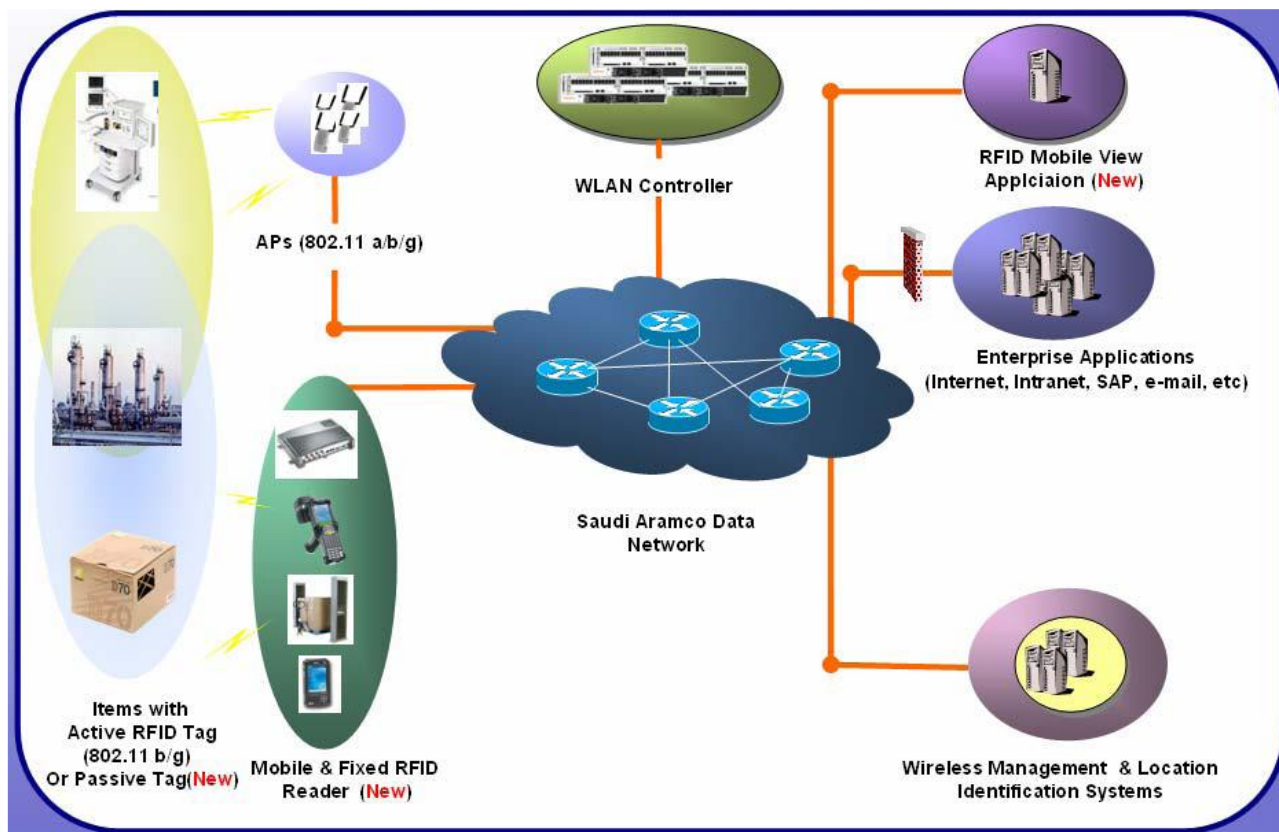 WLAN Controller
RFID Mobile View
Applciaion (New)
APs (802.11 a/b/g)
Enterprise Applications
(Internet, Intranet, SAP, e-mail, etc)
Saudi Aramco Data
Network
D70
D70
Items with
Active RFID Tag
(802.11 b/g)
Or Passive Tag(New)
Mobile & Fixed RFID
Reader (New)
Wireless Management & Location
Identification Systems